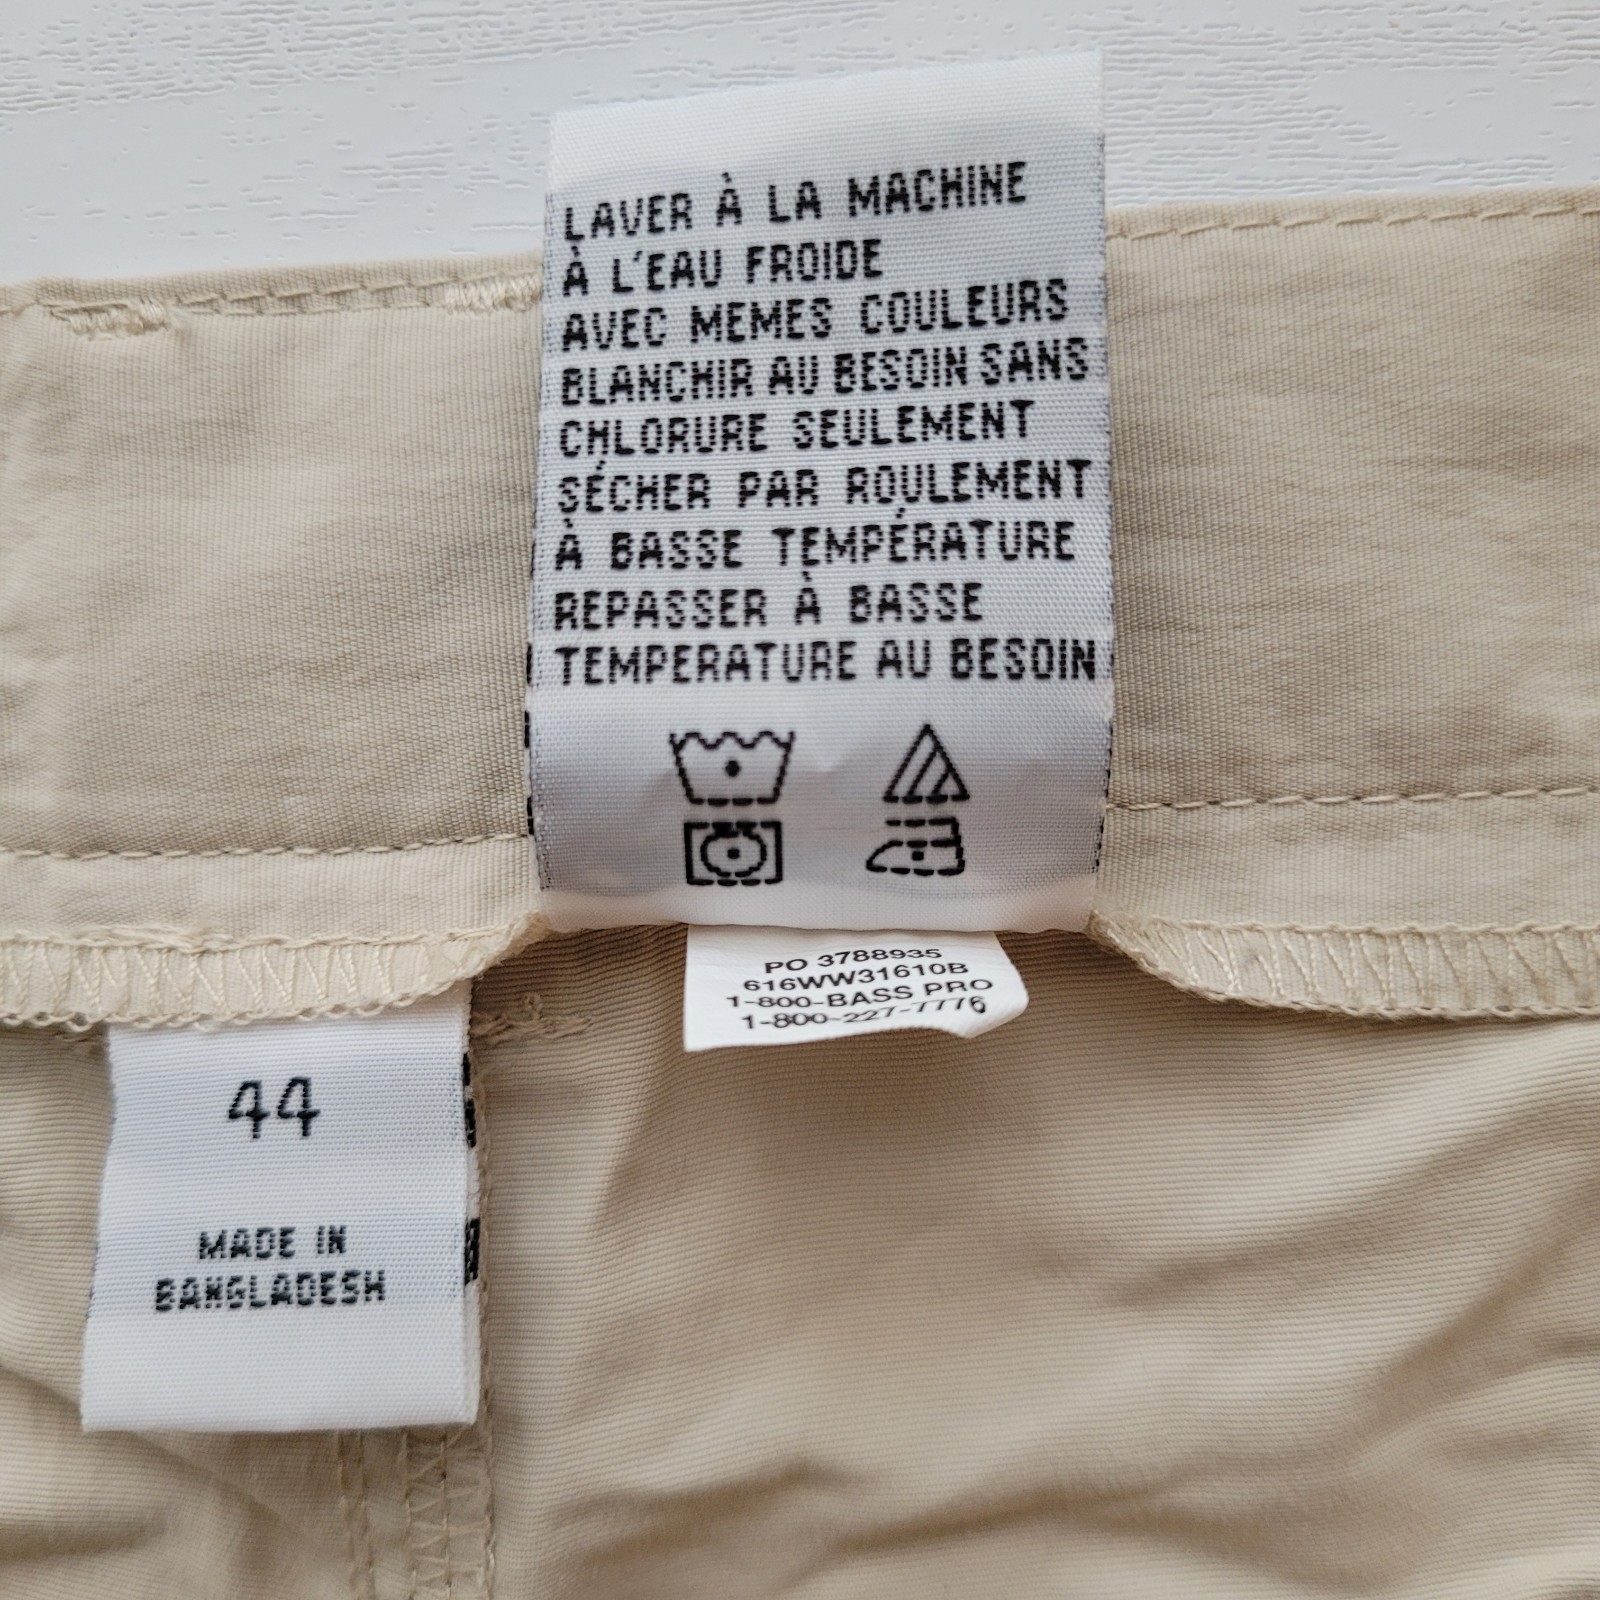 LAVER À LA MACHINE
À L'EAU FROIDE
AVEC MEMES COULEURS
BLANCHIR AU BESOIN SANS
CHLORURE SEULEMENT
SÉCHER PAR ROULEMENT
À BASSE TEMPÉRATURE
REPASSER À BASSE
TEMPERATURE AU BESOIN
PO 3788935
616WW31610B
1-800-BASS PRO
1-800-227-7776
44
MADE IN
BANGLADESH